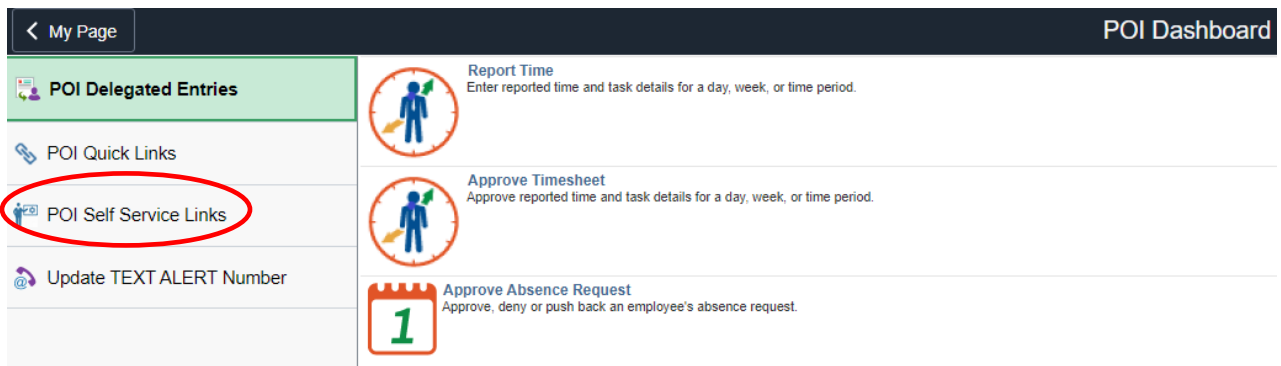 My Page
POI Dashboard
POI Delegated Entries
POI Quick Links
POI Self Service Links
Update TEXT ALERT Number
Report Time
Enter reported time and task details for a day, week, or time period.
Approve Timesheet
Approve reported time and task details for a day, week, or time period.
1
Approve Absence Request
Approve, deny or push back an employee's absence request.